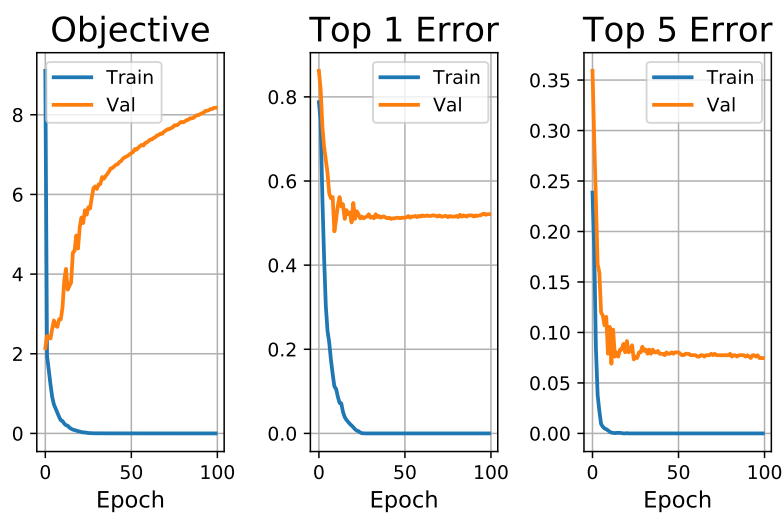 Objective
Train
Val
8
6
4
2
0
0 50 100
Epoch
Top 1 Error
Train
Val
0.8
0.6
0.4
0.2
0.0
0 50 100
Epoch
Top 5 Error
Train
Val
0.35
0.30
0.25
0.20
0.15
0.10
0.05
0.00
0 50 100
Epoch